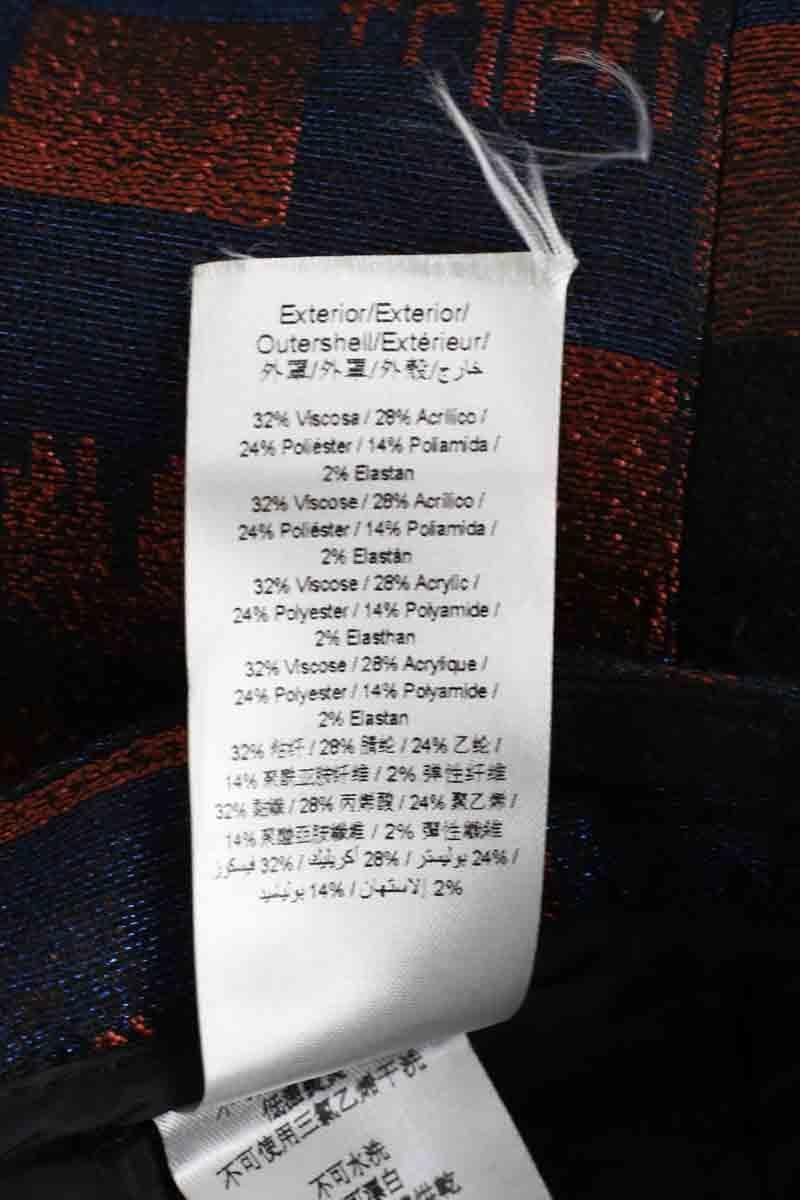 Exterior/Exterior/
Outershell/Extérieur/
外罩/外罩/外殼/خارج
32% Viscosa / 28% Acrílico /
24% Poliéster / 14% Poliamida /
2% Elastan
32% Viscose / 28% Acrílico /
24% Poliéster / 14% Poliamida /
2% Elastán
32% Viscose / 28% Acrylic /
24% Polyester / 14% Polyamide /
2% Elasthan
32% Viscose / 28% Acrylique /
24% Polyester / 14% Polyamide /
2% Elastan
32% 粘纤 / 28% 腈纶 / 24% 乙纶 /
14% 聚酰亚胺纤维 / 2% 弹性纤维
32% 黏纖 / 28% 丙烯酸 / 24% 聚乙烯 /
14% 聚醯亚胺纖維 / 2% 彈性纖維
32% فيسكوز / 28% أكريليك / 24% بوليستر /
14% / 2% إلاستهان
不可使用三氯乙烯干洗
不可水洗